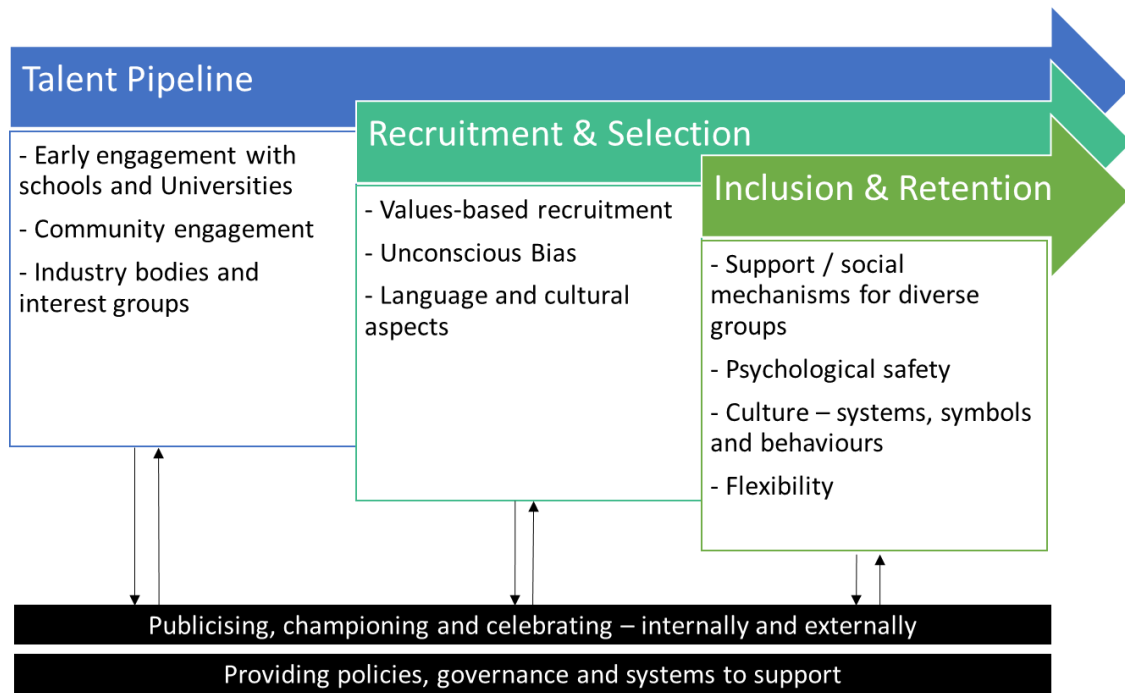 Talent Pipeline
- Early engagement with
schools and Universities
- Community engagement
- Industry bodies and
interest groups
Recruitment & Selection
- Values-based recruitment
- Unconscious Bias
- Language and cultural
aspects
Inclusion & Retention
- Support / social
mechanisms for diverse
groups
- Psychological safety
- Culture – systems, symbols
and behaviours
- Flexibility
Publicising, championing and celebrating – internally and externally
Providing policies, governance and systems to support